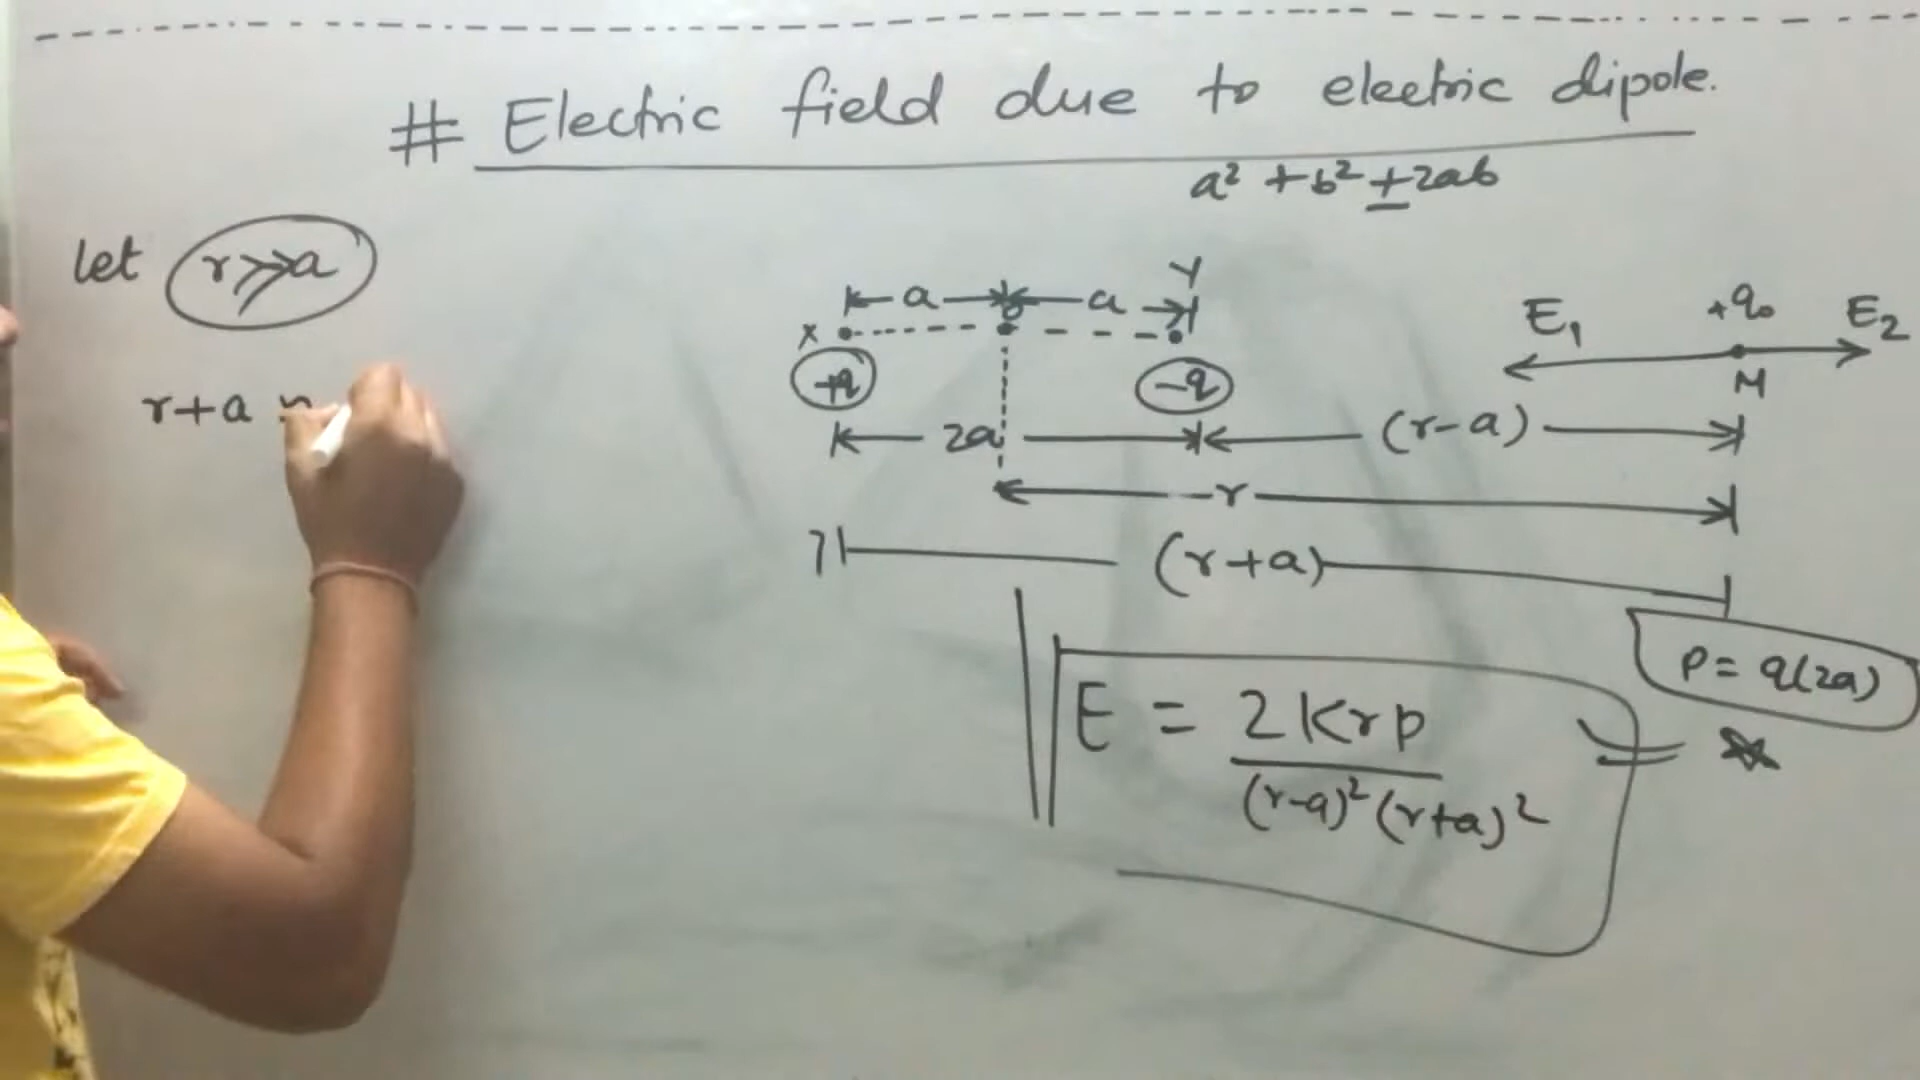 # Electric field due to electric dipole.
a² + b² ± 2ab
let r>>a
r+a ≈
a a Y
X O
+q -q
E₁ +q₀ E₂
M
2a (r-a)
r
(r+a)
P = q(2a)
E = 2Krp / (r-a)² (r+a)²